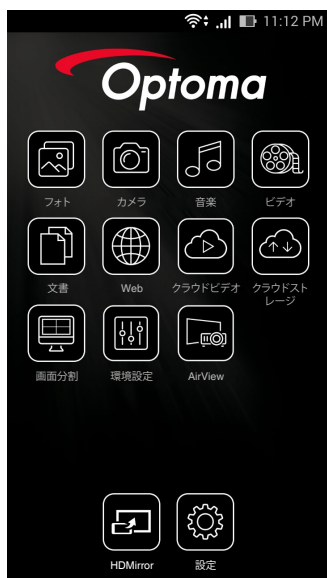 11:12 PM
Optoma
フォト カメラ 音楽 ビデオ
文書 Web クラウドビデオ クラウドスト
レージ
画面分割 環境設定 AirView
HDMirror 設定